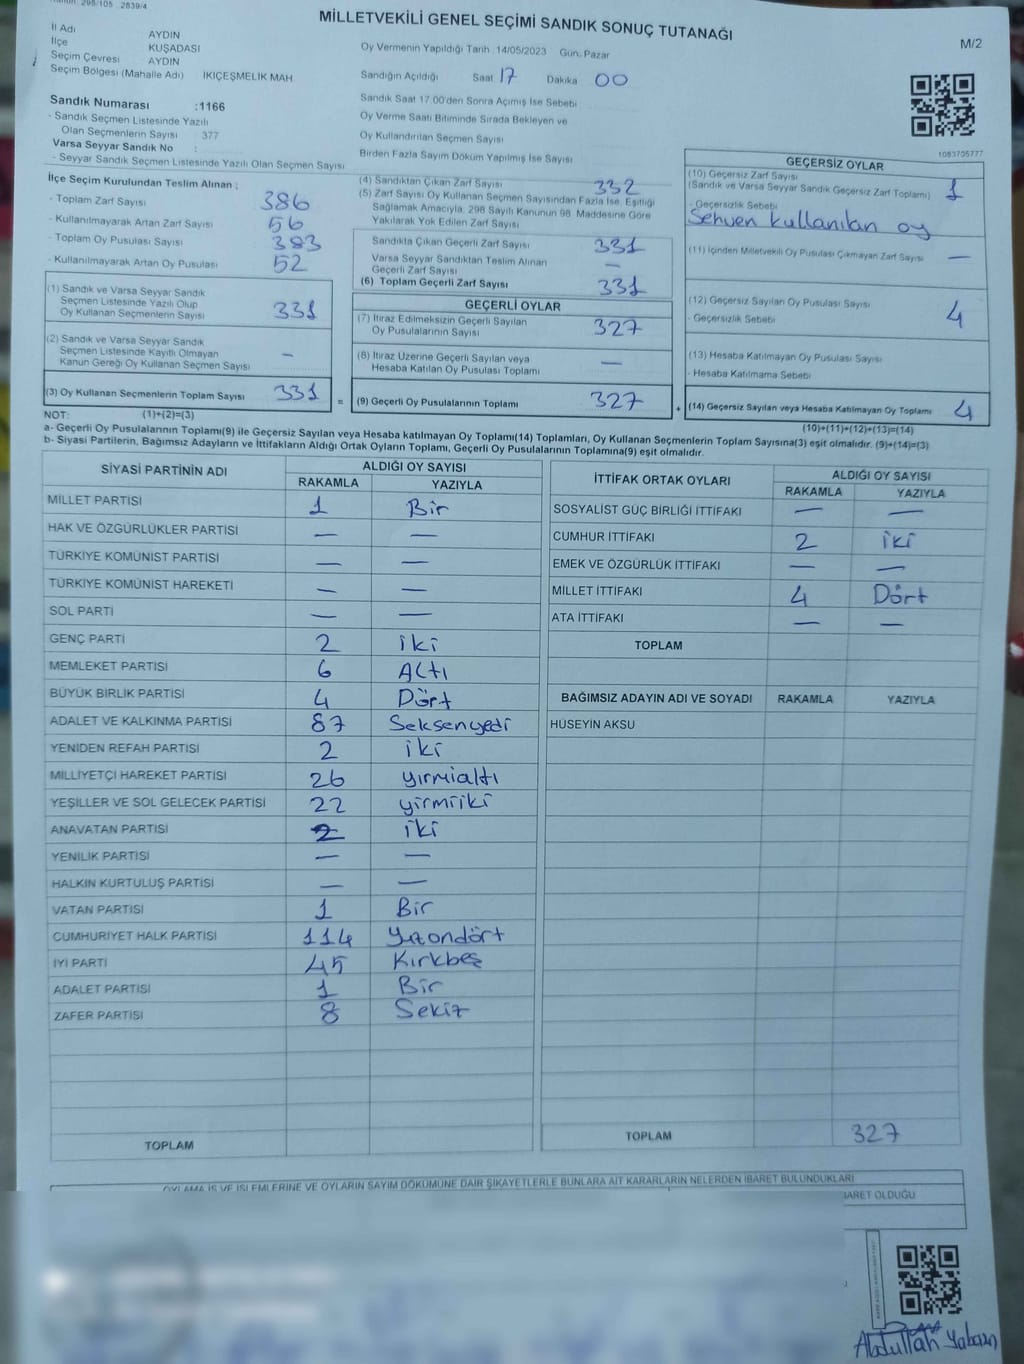 MİLLETVEKİLİ GENEL SEÇİMİ SANDIK SONUÇ TUTANAĞI
M/2
İl Adı AYDIN
İlçe KUŞADASI
Seçim Çevresi AYDIN
Seçim Bölgesi (Mahalle Adı) İKİÇEŞMELİK MAH
Oy Vermenin Yapıldığı Tarih 14/05/2023 Gün. Pazar
Sandığın Açıldığı Saat 17 Dakika 00
Sandık Saat 17.00'den Sonra Açımış İse Sebebi
Oy Verme Saati Bitiminde Sırada Bekleyen ve
Oy Kullandırılan Seçmen Sayısı
Birden Fazla Sayım Döküm Yapılmış İse Sayısı
Sandık Numarası :1166
- Sandık Seçmen Listesinde Yazılı
Olan Seçmenlerin Sayısı 377
Varsa Seyyar Sandık No :
- Seyyar Sandık Seçmen Listesinde Yazılı Olan Seçmen Sayısı
1083705777
İlçe Seçim Kurulundan Teslim Alınan ;
- Toplam Zarf Sayısı 386
- Kullanılmayarak Artan Zarf Sayısı 56
- Toplam Oy Pusulası Sayısı 383
- Kullanılmayarak Artan Oy Pusulası 52
(1) Sandık ve Varsa Seyyar Sandık
Seçmen Listesinde Yazılı Olup
Oy Kullanan Seçmenlerin Sayısı 331
(2) Sandık ve Varsa Seyyar Sandık
Seçmen Listesinde Kayıtlı Olmayan
Kanun Gereği Oy Kullanan Seçmen Sayısı —
(3) Oy Kullanan Seçmenlerin Toplam Sayısı 331 =
(4) Sandıktan Çıkan Zarf Sayısı 332
(5) Zarf Sayısı Oy Kullanan Seçmen Sayısından Fazla İse, Eşitliği
Sağlamak Amacıyla, 298 Sayılı Kanunun 98. Maddesine Göre
Yakılarak Yok Edilen Zarf Sayısı
Sandıkta Çıkan Geçerli Zarf Sayısı 331
Varsa Seyyar Sandıktan Teslim Alınan
Geçerli Zarf Sayısı —
(6) Toplam Geçerli Zarf Sayısı 331
GEÇERLİ OYLAR
(7) İtiraz Edilmeksizin Geçerli Sayılan
Oy Pusulalarının Sayısı 327
(8) İtiraz Üzerine Geçerli Sayılan veya
Hesaba Katılan Oy Pusulası Toplamı —
(9) Geçerli Oy Pusulalarının Toplamı 327 +
GEÇERSİZ OYLAR
(10) Geçersiz Zarf Sayısı
(Sandık ve Varsa Seyyar Sandık Geçersiz Zarf Toplamı) 1
- Geçersizlik Sebebi
Sehven kullanılan oy
(11) İçinden Milletvekili Oy Pusulası Çıkmayan Zarf Sayısı —
(12) Geçersiz Sayılan Oy Pusulası Sayısı 4
- Geçersizlik Sebebi
(13) Hesaba Katılmayan Oy Pusulası Sayısı
- Hesaba Katılmama Sebebi
(14) Geçersiz Sayılan veya Hesaba Katılmayan Oy Toplamı 4
NOT: (1)+(2)=(3) (10)+(11)+(12)+(13)=(14)
a- Geçerli Oy Pusulalarının Toplamı(9) ile Geçersiz Sayılan veya Hesaba katılmayan Oy Toplamı(14) Toplamları, Oy Kullanan Seçmenlerin Toplam Sayısına(3) eşit olmalıdır. (9)+(14)=(3)
b- Siyasi Partilerin, Bağımsız Adayların ve İttifakların Aldığı Ortak Oyların Toplamı, Geçerli Oy Pusulalarının Toplamına(9) eşit olmalıdır.
SİYASİ PARTİNİN ADI ALDIĞI OY SAYISI
RAKAMLA YAZIYLA
MİLLET PARTİSİ 1 Bir
HAK VE ÖZGÜRLÜKLER PARTİSİ — —
TÜRKİYE KOMÜNİST PARTİSİ — —
TÜRKİYE KOMÜNİST HAREKETİ — —
SOL PARTİ — —
GENÇ PARTİ 2 iki
MEMLEKET PARTİSİ 6 Altı
BÜYÜK BİRLİK PARTİSİ 4 Dört
ADALET VE KALKINMA PARTİSİ 87 Seksenyedi
YENİDEN REFAH PARTİSİ 2 iki
MİLLİYETÇİ HAREKET PARTİSİ 26 yırmialtı
YEŞİLLER VE SOL GELECEK PARTİSİ 22 yirmiiki
ANAVATAN PARTİSİ 2 iki
YENİLİK PARTİSİ — —
HALKIN KURTULUŞ PARTİSİ — —
VATAN PARTİSİ 1 Bir
CUMHURİYET HALK PARTİSİ 114 Yüzondört
İYİ PARTİ 45 Kırkbeş
ADALET PARTİSİ 1 Bir
ZAFER PARTİSİ 8 Sekiz
TOPLAM
İTTİFAK ORTAK OYLARI ALDIĞI OY SAYISI
RAKAMLA YAZIYLA
SOSYALİST GÜÇ BİRLİĞİ İTTİFAKI — —
CUMHUR İTTİFAKI 2 iki
EMEK VE ÖZGÜRLÜK İTTİFAKI — —
MİLLET İTTİFAKI 4 Dört
ATA İTTİFAKI — —
TOPLAM
BAĞIMSIZ ADAYIN ADI VE SOYADI RAKAMLA YAZIYLA
HÜSEYİN AKSU
TOPLAM 327
OYLAMA İŞ VE İŞLEMLERİNE VE OYLARIN SAYIM DÖKÜMÜNE DAİR ŞİKAYETLERLE BUNLARA AİT KARARLARIN NELERDEN İBARET BULUNDUKLARI
OLDUĞU
Abdullah